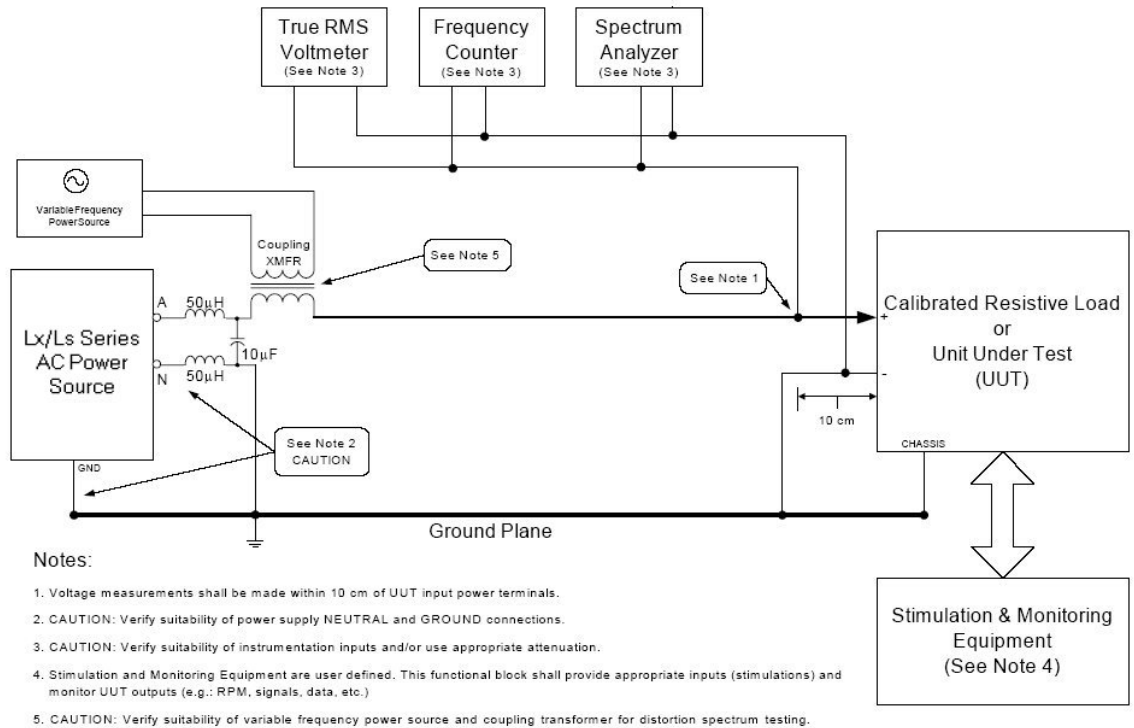 True RMS
Voltmeter
(See Note 3)
Frequency
Counter
(See Note 3)
Spectrum
Analyzer
(See Note 3)
Variable Frequency
Power Source
Coupling
XMFR
See Note 5
See Note 1
Lx/Ls Series
AC Power
Source
A
50μH
10μF
N
50μH
GND
See Note 2
CAUTION
Calibrated Resistive Load
or
Unit Under Test
(UUT)
+
-
10 cm
CHASSIS
Ground Plane
Stimulation & Monitoring
Equipment
(See Note 4)
Notes:
1. Voltage measurements shall be made within 10 cm of UUT input power terminals.
2. CAUTION: Verify suitability of power supply NEUTRAL and GROUND connections.
3. CAUTION: Verify suitability of instrumentation inputs and/or use appropriate attenuation.
4. Stimulation and Monitoring Equipment are user defined. This functional block shall provide appropriate inputs (stimulations) and
monitor UUT outputs (e.g.: RPM, signals, data, etc.)
5. CAUTION: Verify suitability of variable frequency power source and coupling transformer for distortion spectrum testing.